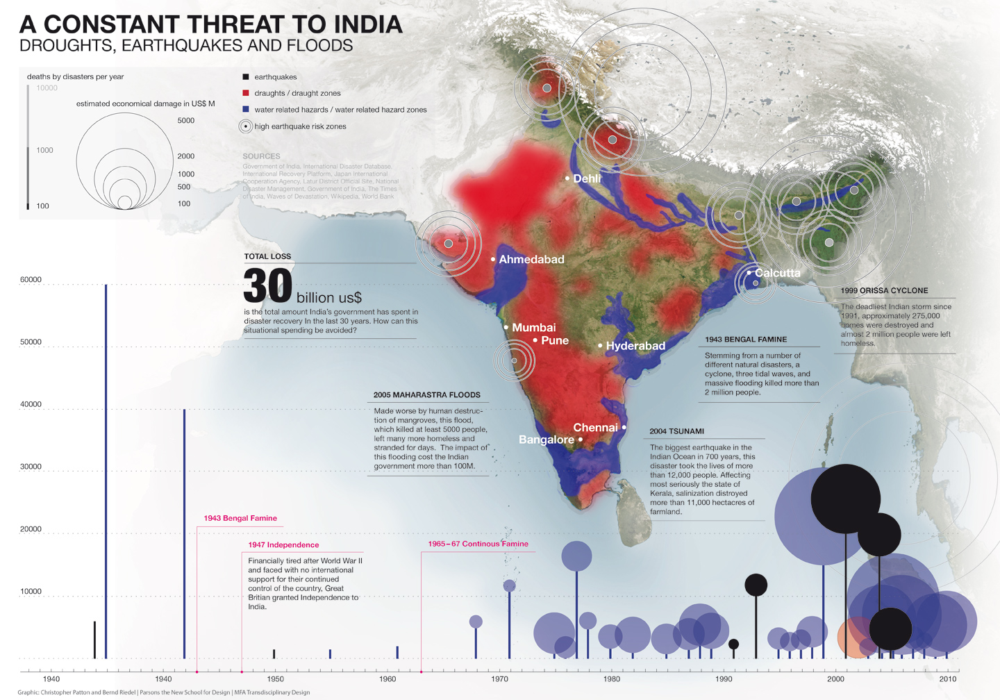 A CONSTANT THREAT TO INDIA
DROUGHTS, EARTHQUAKES AND FLOODS
deaths by disasters per year
10000
1000
100
estimated economical damage in US$ M
5000
2000
1000
500
100
earthquakes
draughts / draught zones
water related hazards / water related hazard zones
high earthquake risk zones
SOURCES
Government of India, International Disaster Database,
International Recovery Platform, Japan International
Cooperation Agency, Latur District Official Site, National
Disaster Management, Government of India, The Times
of India, Waves of Devastation, Wikipedia, World Bank
Dehli
Ahmedabad
Calcutta
Mumbai
Pune
Hyderabad
Chennai
Bangalore
TOTAL LOSS
30 billion us$
is the total amount India's government has spent in
disaster recovery In the last 30 years. How can this
situational spending be avoided?
1999 ORISSA CYCLONE
The deadliest Indian storm since
1991, approximately 275,000
homes were destroyed and
almost 2 million people were left
homeless.
1943 BENGAL FAMINE
Stemming from a number of
different natural disasters, a
cyclone, three tidal waves, and
massive flooding killed more than
2 million people.
2005 MAHARASTRA FLOODS
Made worse by human destruc-
tion of mangroves, this flood,
which killed at least 5000 people,
left many more homeless and
stranded for days. The impact of
this flooding cost the Indian
government more than 100M.
2004 TSUNAMI
The biggest earthquake in the
Indian Ocean in 700 years, this
disaster took the lives of more
than 12,000 people. Affecting
most seriously the state of
Kerala, salinization distroyed
more than 11,000 hectacres of
farmland.
60000
50000
40000
30000
20000
10000
1943 Bengal Famine
1947 Independence
Financially tired after World War II
and faced with no international
support for their continued
control of the country, Great
Britian granted Independence to
India.
1965–67 Continous Famine
1940
1940
1950
1960
1970
1980
1990
2000
2010
Graphic: Christopher Patton and Bernd Riedel | Parsons the New School for Design | MFA Transdisciplinary Design